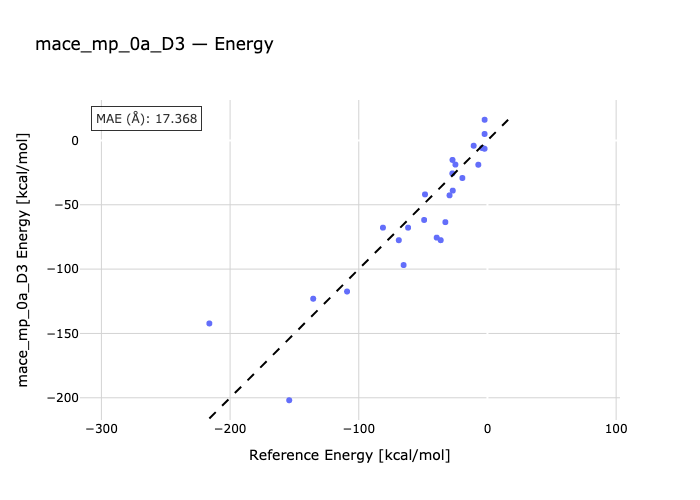 mace_mp_0a_D3 — Energy
MAE (Å): 17.368
0
−50
−100
−150
−200
mace_mp_0a_D3 Energy [kcal/mol]
−300
−200
−100
0
100
Reference Energy [kcal/mol]